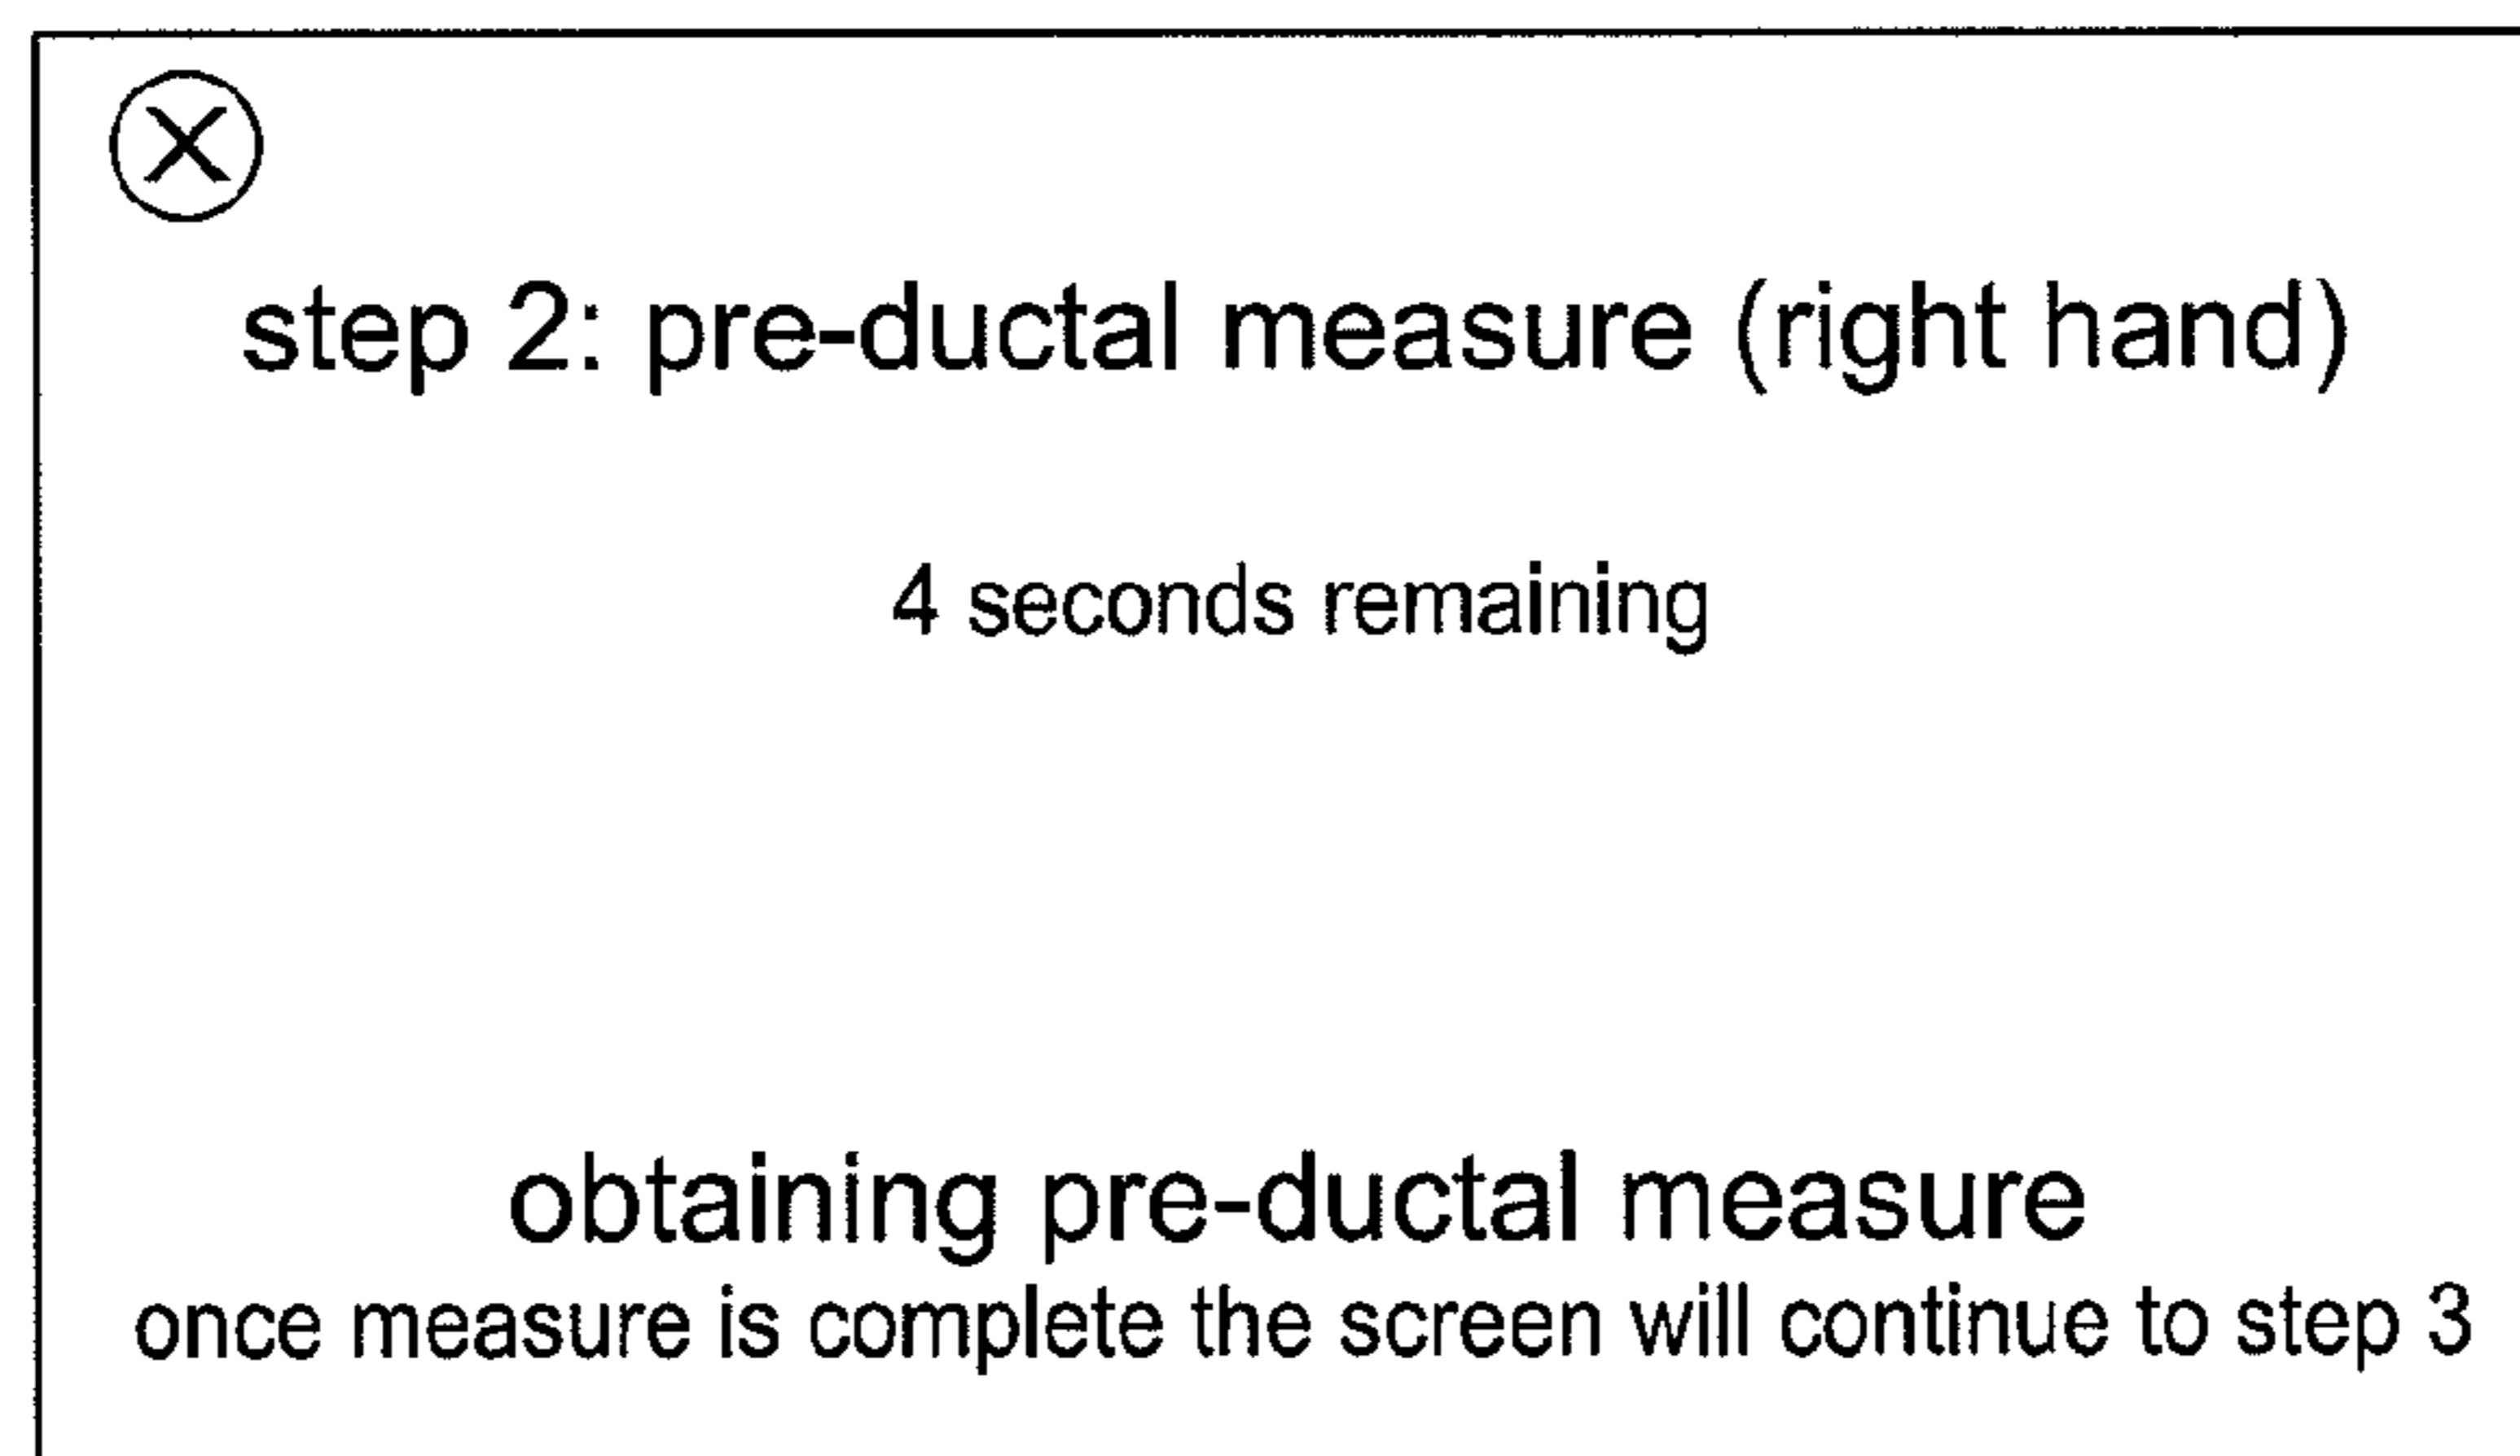 step 2: pre-ductal measure (right hand)
4 seconds remaining
obtaining pre-ductal measure
once measure is complete the screen will continue to step 3